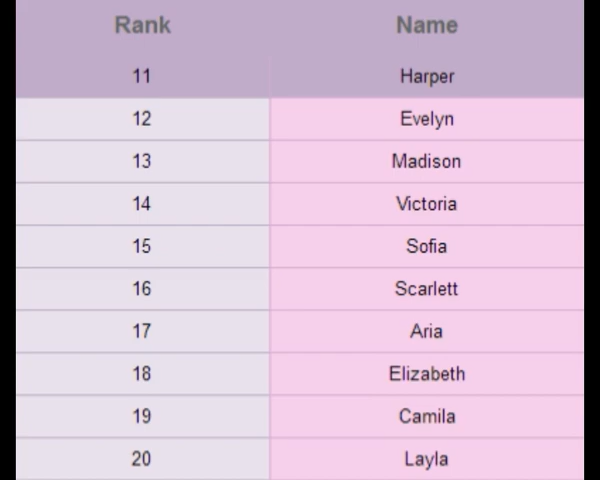 Rank Name
11 Harper
12 Evelyn
13 Madison
14 Victoria
15 Sofia
16 Scarlett
17 Aria
18 Elizabeth
19 Camila
20 Layla